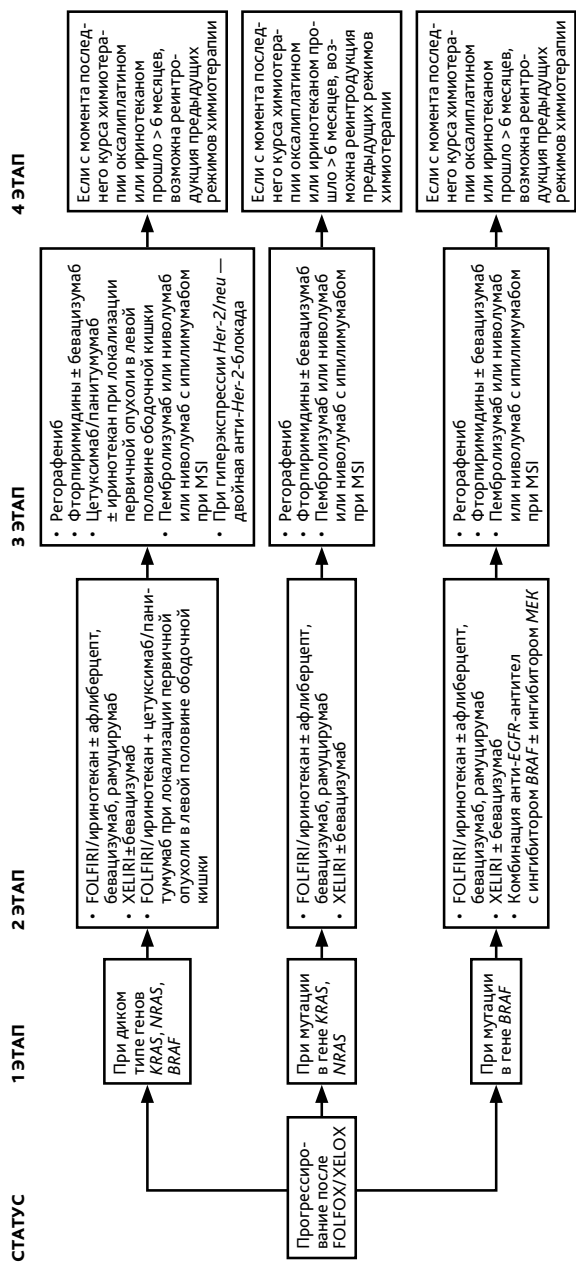 СТАТУС
1 ЭТАП
2 ЭТАП
3 ЭТАП
4 ЭТАП
Прогрессиро-
вание после
FOLFOX/XELOX
При диком
типе генов
KRAS, NRAS,
BRAF
• FOLFIRI/иринотекан ± афлиберцепт,
бевацизумаб, рамуцирумаб
• XELIRI±бевацизумаб
• FOLFIRI/иринотекан + цетуксимаб/пани-
тумумаб при локализации первичной
опухоли в левой половине ободочной
кишки
• Регорафениб
• Фторпиримидины ± бевацизумаб
• Цетуксимаб/панитумумаб
± иринотекан при локализации
первичной опухоли в левой
половине ободочной кишки
• Пембролизумаб или ниволумаб
или ниволумаб с ипилимумабом
при MSI
• При гиперэкспрессии Her-2/neu —
двойная анти-Her-2-блокада
Если с момента послед-
него курса химиотера-
пии оксалиплатином
или иринотеканом
прошло > 6 месяцев,
возможна реинтро-
дукция предыдущих
режимов химиотерапии
При мутации
в гене KRAS,
NRAS
• FOLFIRI/иринотекан ± афлиберцепт,
бевацизумаб, рамуцирумаб
• XELIRI ± бевацизумаб
• Регорафениб
• Фторпиримидины ± бевацизумаб
• Пембролизумаб или ниволумаб
или ниволумаб с ипилимумабом
при MSI
Если с момента послед-
него курса химиотера-
пии оксалиплатином
или иринотеканом про-
шло > 6 месяцев, воз-
можна реинтродукция
предыдущих режимов
химиотерапии
При мутации
в гене BRAF
• FOLFIRI/иринотекан ± афлиберцепт,
бевацизумаб, рамуцирумаб
• XELIRI ± бевацизумаб
• Комбинация анти-EGFR-антител
с ингибитором BRAF ± ингибитором MEK
• Регорафениб
• Фторпиримидины ± бевацизумаб
• Пембролизумаб или ниволумаб
или ниволумаб с ипилимумабом
при MSI
Если с момента послед-
него курса химиотера-
пии оксалиплатином
или иринотеканом
прошло > 6 месяцев,
возможна реинтро-
дукция предыдущих
режимов химиотерапии